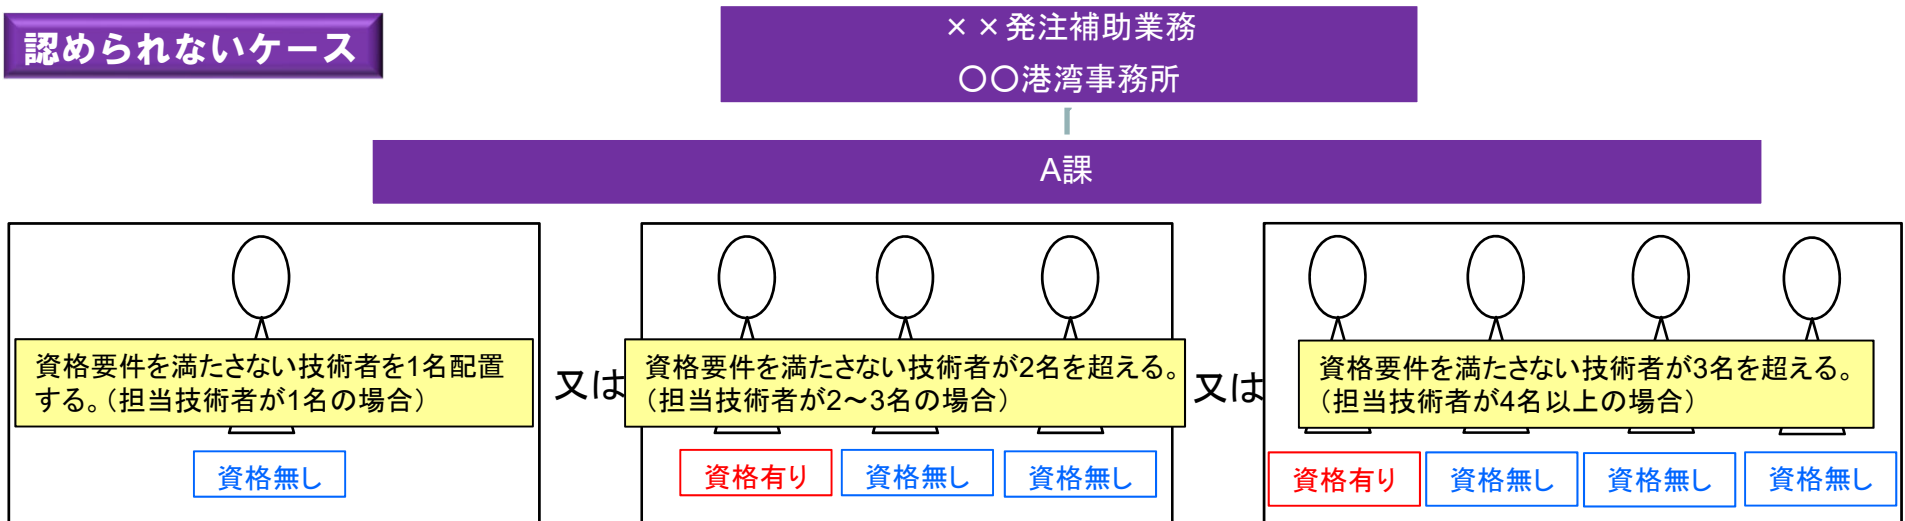 認められないケース
××発注補助業務
〇〇港湾事務所
A課
資格要件を満たさない技術者を1名配置
する。（担当技術者が1名の場合）
資格無し
又は
資格要件を満たさない技術者が2名を超える。
（担当技術者が2～3名の場合）
資格有り
資格無し
資格無し
又は
資格要件を満たさない技術者が3名を超える。
（担当技術者が4名以上の場合）
資格有り
資格無し
資格無し
資格無し